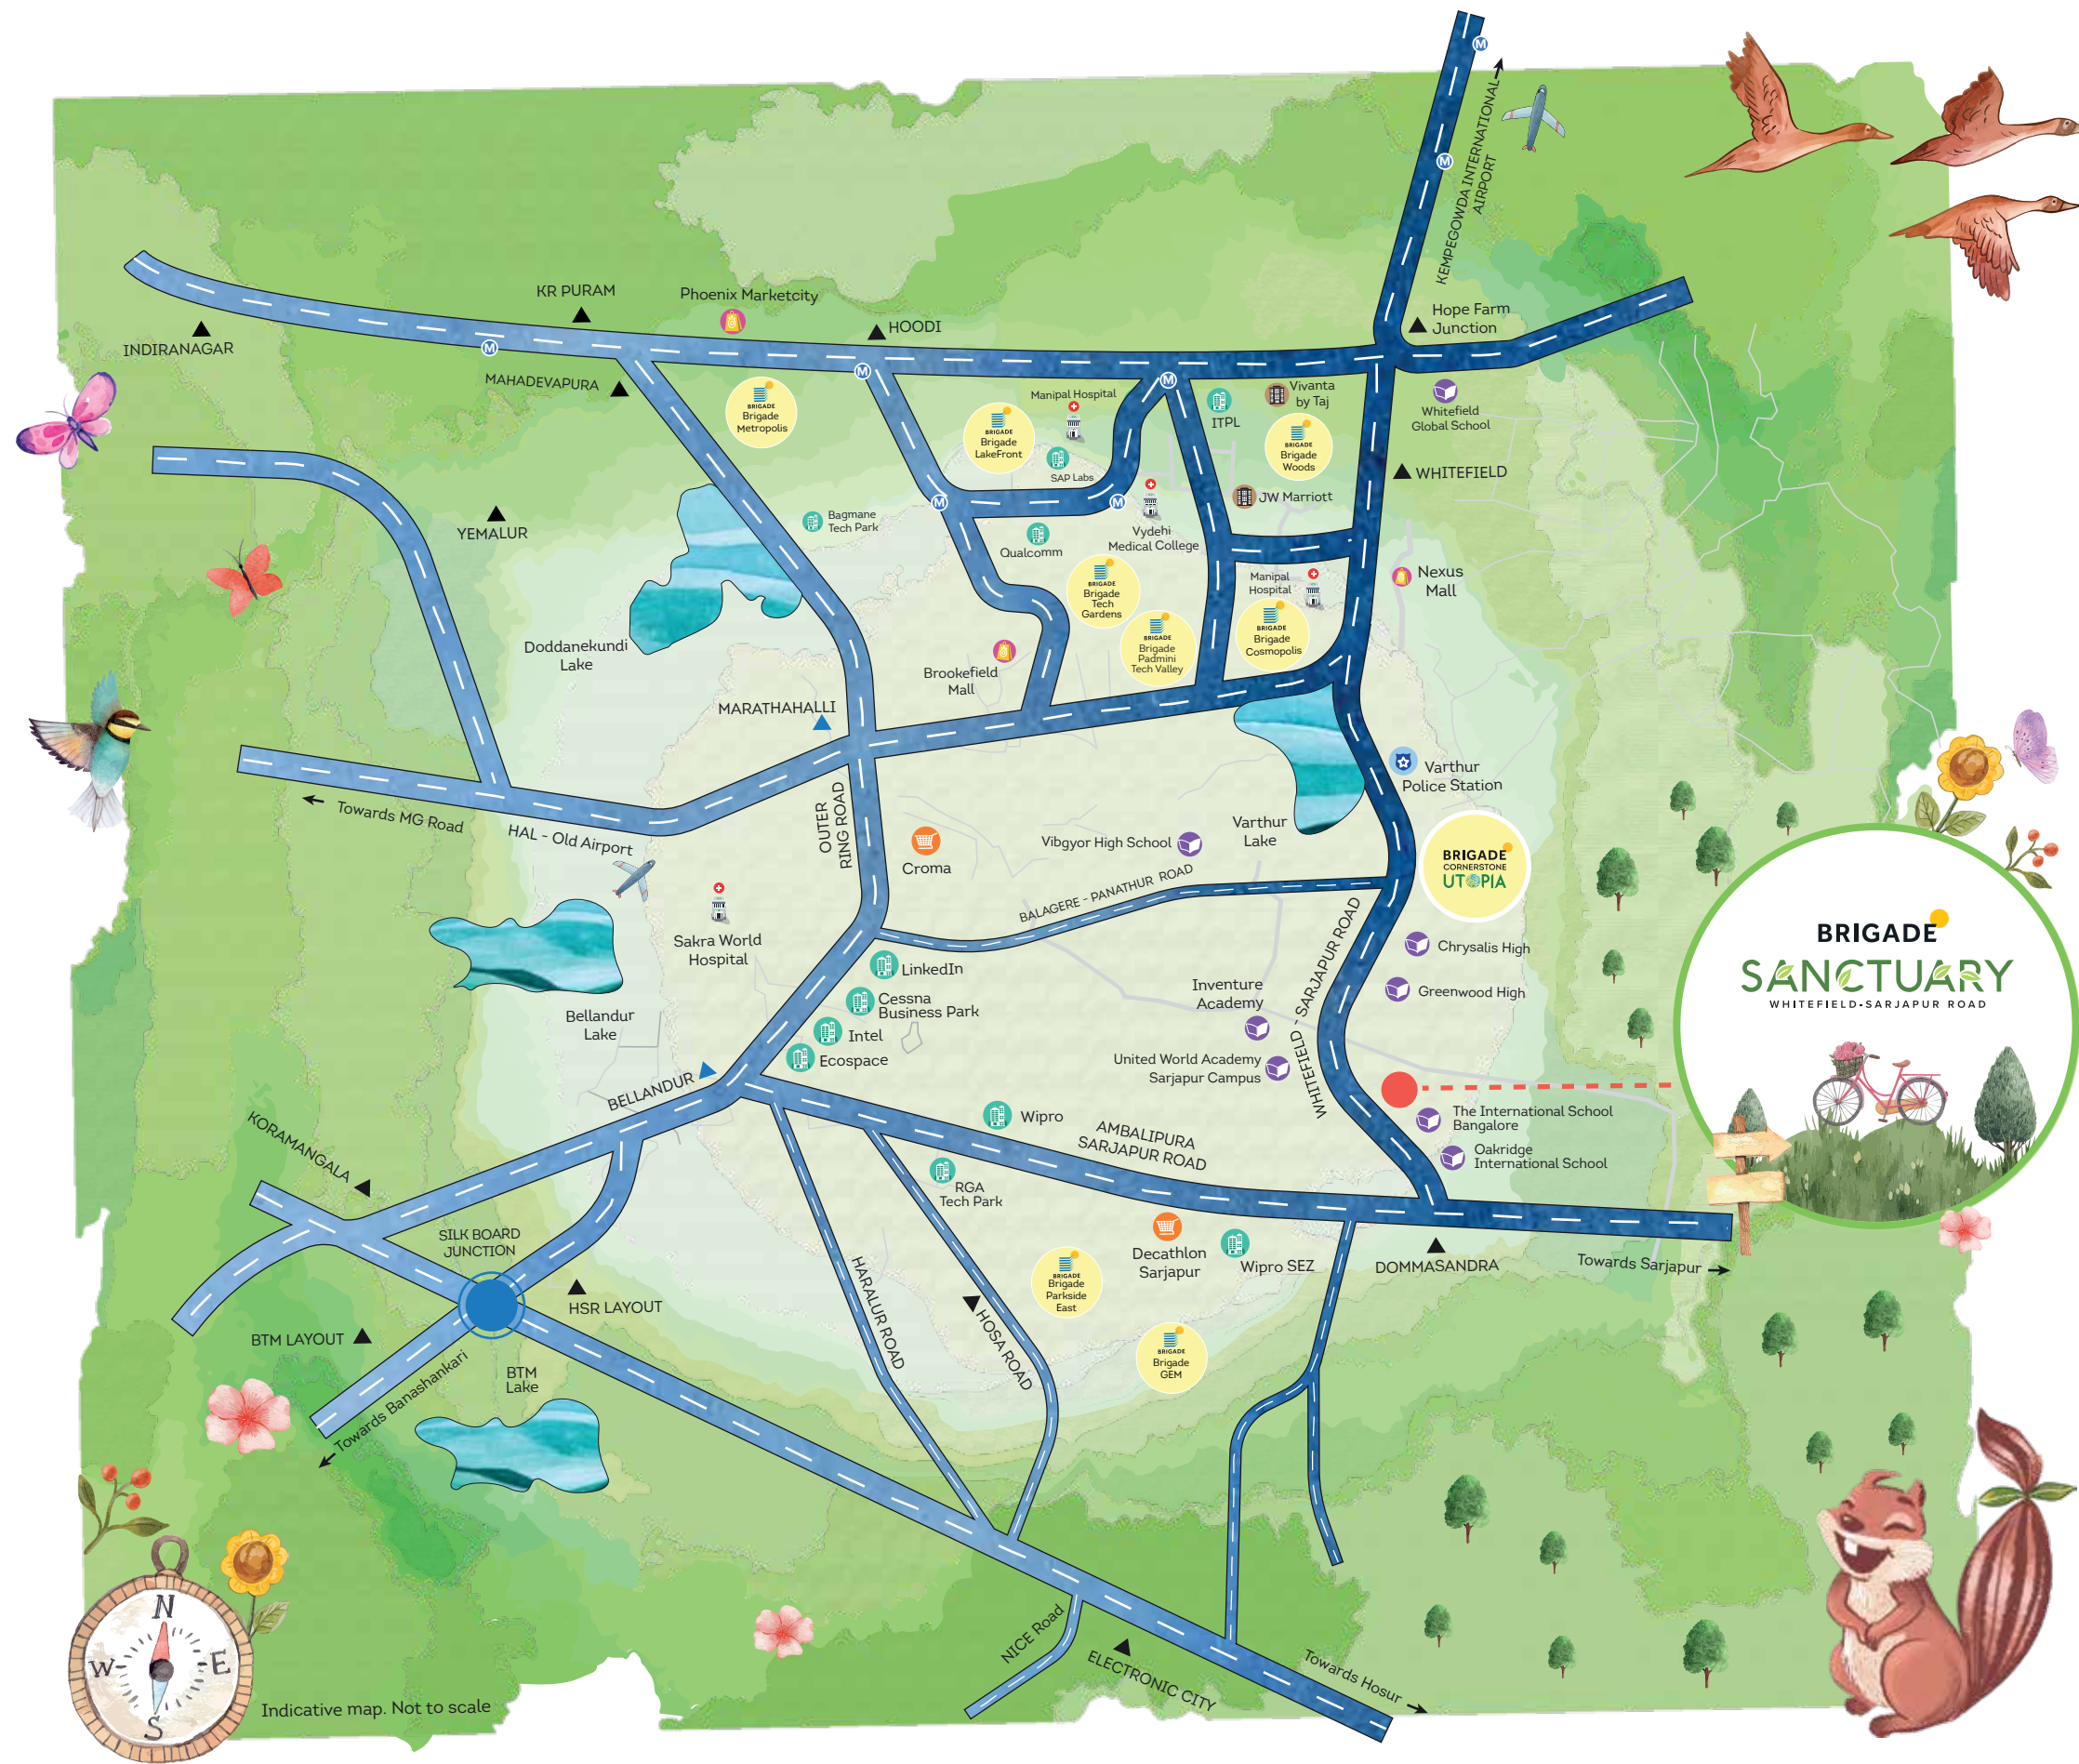 KEMPEGOWDA INTERNATIONAL
AIRPORT
M
M
KR PURAM
Phoenix Marketcity
HOODI
Hope Farm
Junction
INDIRANAGAR
M
MAHADEVAPURA
M
M
BRIGADE
Brigade
Metropolis
BRIGADE
Brigade
LakeFront
Manipal Hospital
SAP Labs
ITPL
Vivanta
by Taj
BRIGADE
Brigade
Woods
Whitefield
Global School
WHITEFIELD
JW Marriott
M
M
YEMALUR
Bagmane
Tech Park
Qualcomm
Vydehi
Medical College
Manipal
Hospital
Nexus
Mall
BRIGADE
Brigade
Tech
Gardens
BRIGADE
Brigade
Padmini
Tech Valley
BRIGADE
Brigade
Cosmopolis
Doddanekundi
Lake
Brookefield
Mall
MARATHAHALLI
Varthur
Police Station
Towards MG Road
HAL - Old Airport
OUTER
RING ROAD
Croma
Vibgyor High School
Varthur
Lake
BRIGADE
CORNERSTONE
UTOPIA
BALAGERE - PANATHUR ROAD
Sakra World
Hospital
LinkedIn
Cessna
Business Park
Intel
Ecospace
Bellandur
Lake
BELLANDUR
Inventure
Academy
United World Academy
Sarjapur Campus
WHITEFIELD - SARJAPUR ROAD
Chrysalis High
Greenwood High
BRIGADE
SANCTUARY
WHITEFIELD-SARJAPUR ROAD
The International School
Bangalore
Oakridge
International School
Wipro
AMBALIPURA
SARJAPUR ROAD
RGA
Tech Park
KORAMANGALA
SILK BOARD
JUNCTION
HSR LAYOUT
BTM LAYOUT
Towards Banashankari
BTM
Lake
HARALUR ROAD
HOSA ROAD
BRIGADE
Brigade
Parkside
East
Decathlon
Sarjapur
Wipro SEZ
DOMMASANDRA
Towards Sarjapur
BRIGADE
Brigade
GEM
NICE Road
ELECTRONIC CITY
Towards Hosur
N
W
E
S
Indicative map. Not to scale